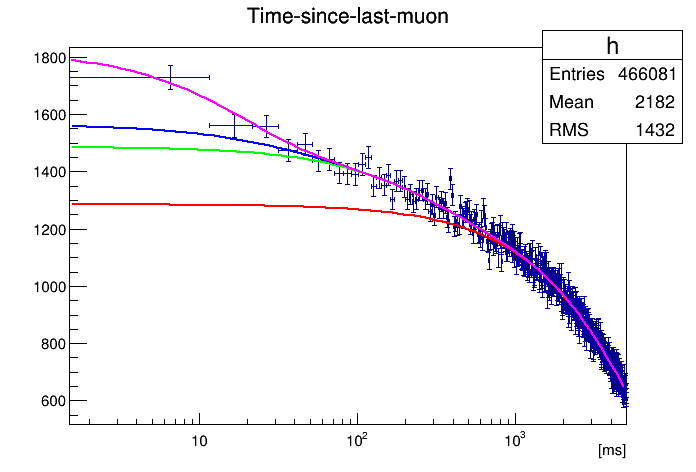 Time-since-last-muon
h
Entries 466081
Mean 2182
RMS 1432
1800
1600
1400
1200
1000
800
600
10
10²
10³
[ms]